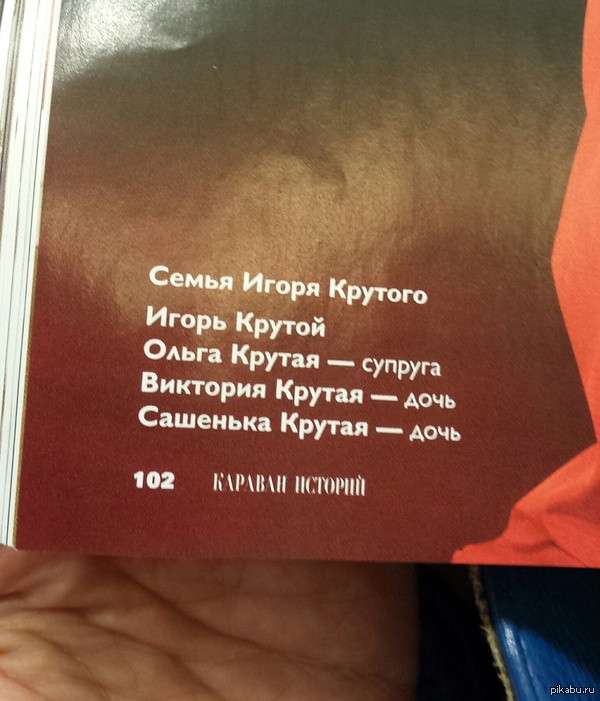 Семья Игоря Крутого
Игорь Крутой
Ольга Крутая — супруга
Виктория Крутая — дочь
Сашенька Крутая — дочь
102 КАРАВАН ИСТОРИЙ
pikabu.ru